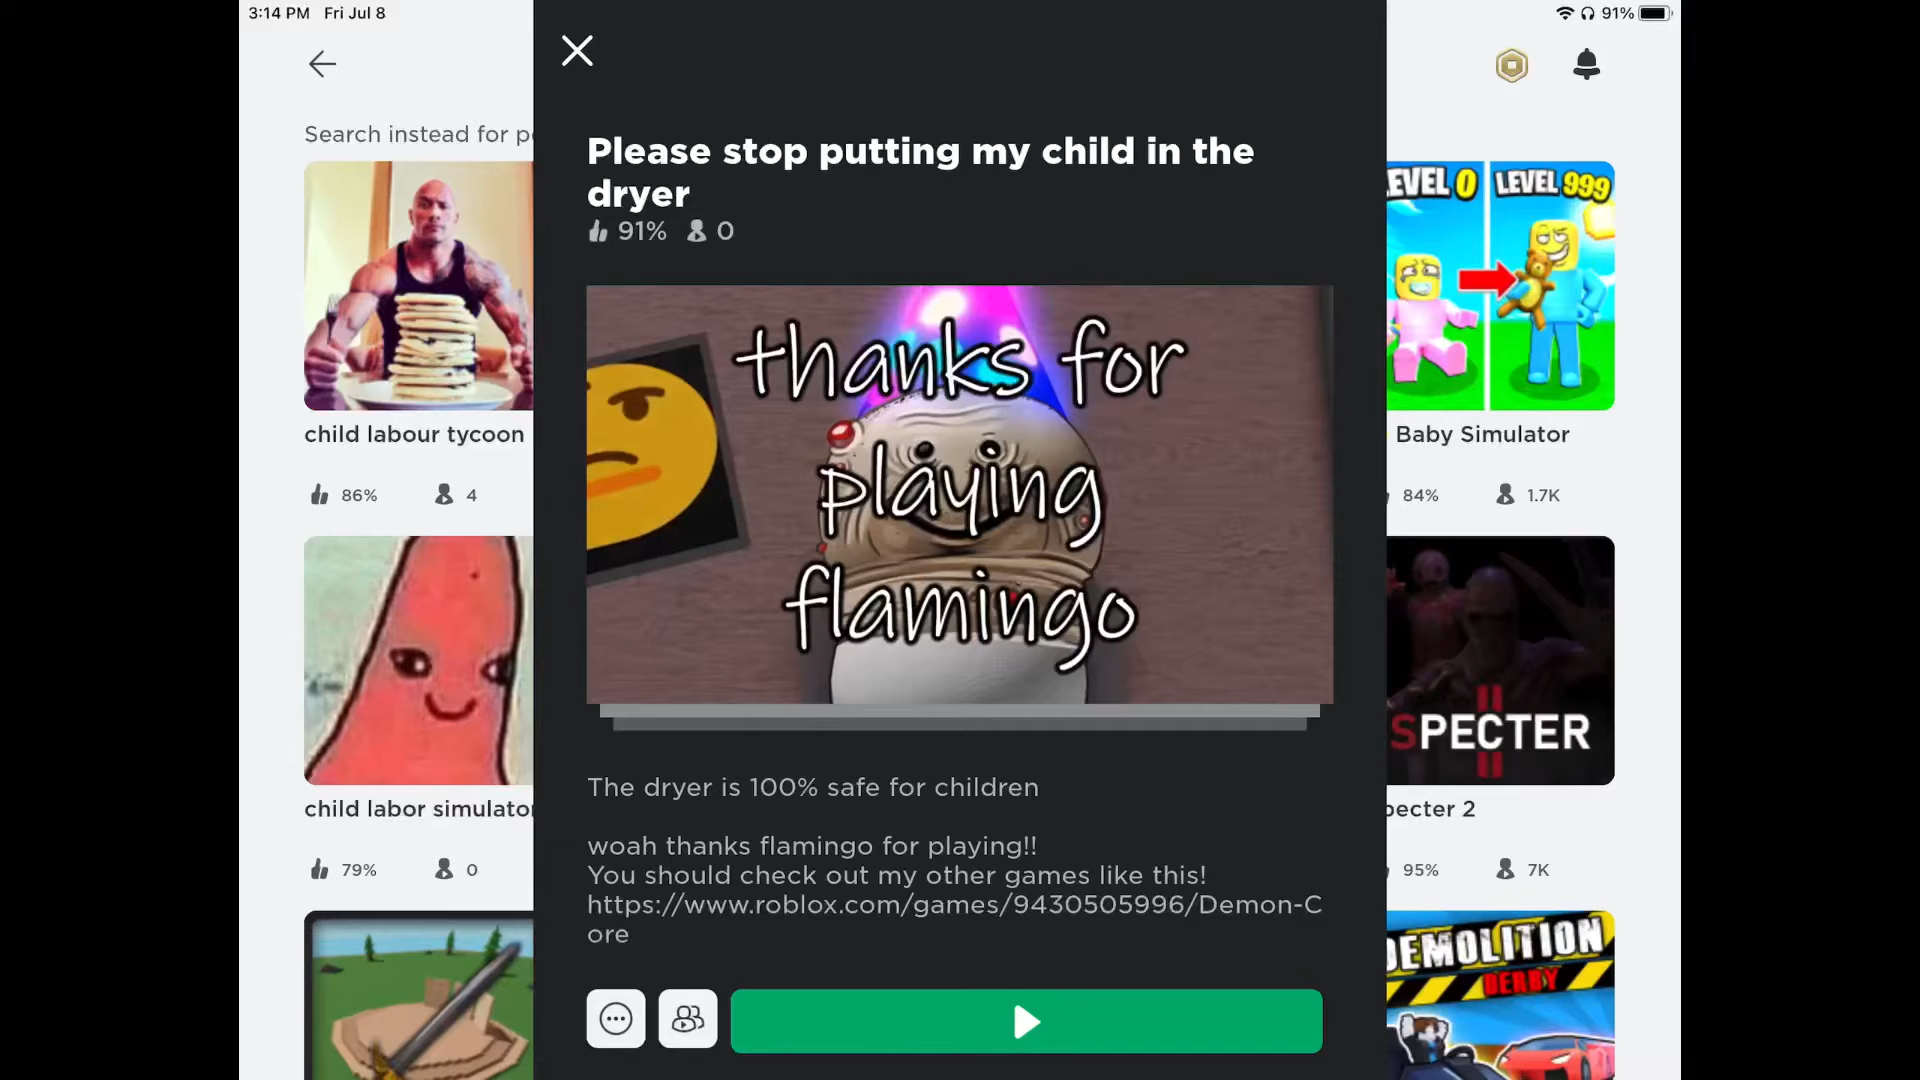 3:14 PM Fri Jul 8
91%
Search instead for p
Please stop putting my child in the
dryer
91% 0
thanks for
playing
flamingo
The dryer is 100% safe for children
woah thanks flamingo for playing!!
You should check out my other games like this!
https://www.roblox.com/games/9430505996/Demon-C
ore
child labour tycoon
86% 4
child labor simulator
79% 0
EVEL 0 LEVEL 999
Baby Simulator
84% 1.7K
SPECTER
II
pecter 2
95% 7K
DEMOLITION
DERBY